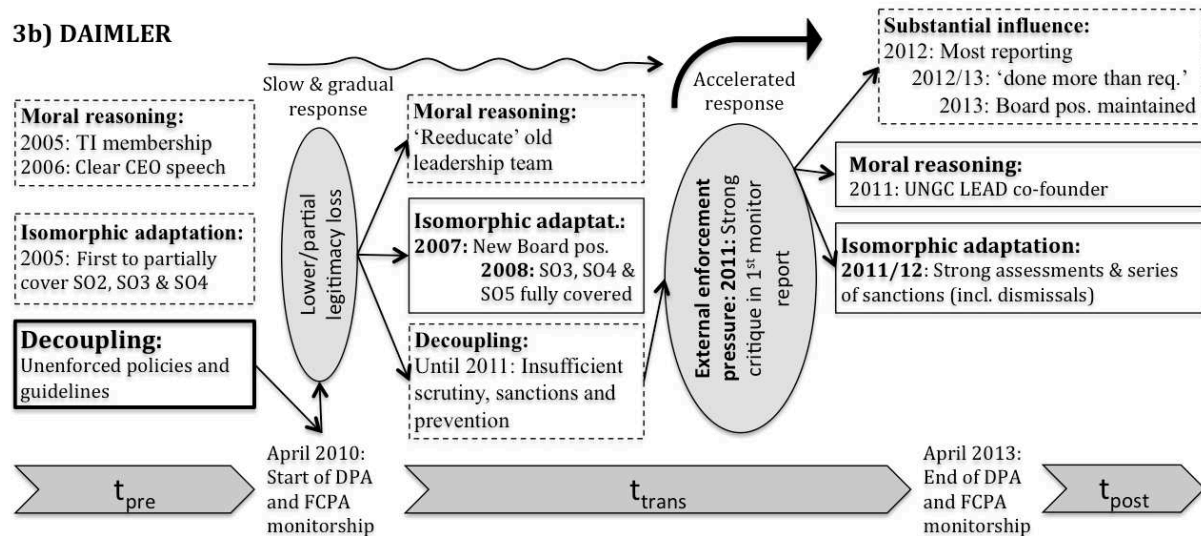 3b) DAIMLER
Moral reasoning:
2005: TI membership
2006: Clear CEO speech
Isomorphic adaptation:
2005: First to partially
cover SO2, SO3 & SO4
Decoupling:
Unenforced policies and
guidelines
Slow & gradual
response
Lower/partial
legitimacy loss
Moral reasoning:
‘Reeducate’ old
leadership team
Isomorphic adaptat.:
2007: New Board pos.
2008: SO3, SO4 &
SO5 fully covered
Decoupling:
Until 2011: Insufficient
scrutiny, sanctions and
prevention
Accelerated
response
External enforcement
pressure: 2011: Strong
critique in 1st monitor
report
Substantial influence:
2012: Most reporting
2012/13: ‘done more than req.’
2013: Board pos. maintained
Moral reasoning:
2011: UNGC LEAD co-founder
Isomorphic adaptation:
2011/12: Strong assessments & series
of sanctions (incl. dismissals)
tpre
April 2010:
Start of DPA
and FCPA
monitorship
ttrans
April 2013:
End of DPA
and FCPA
monitorship
tpost